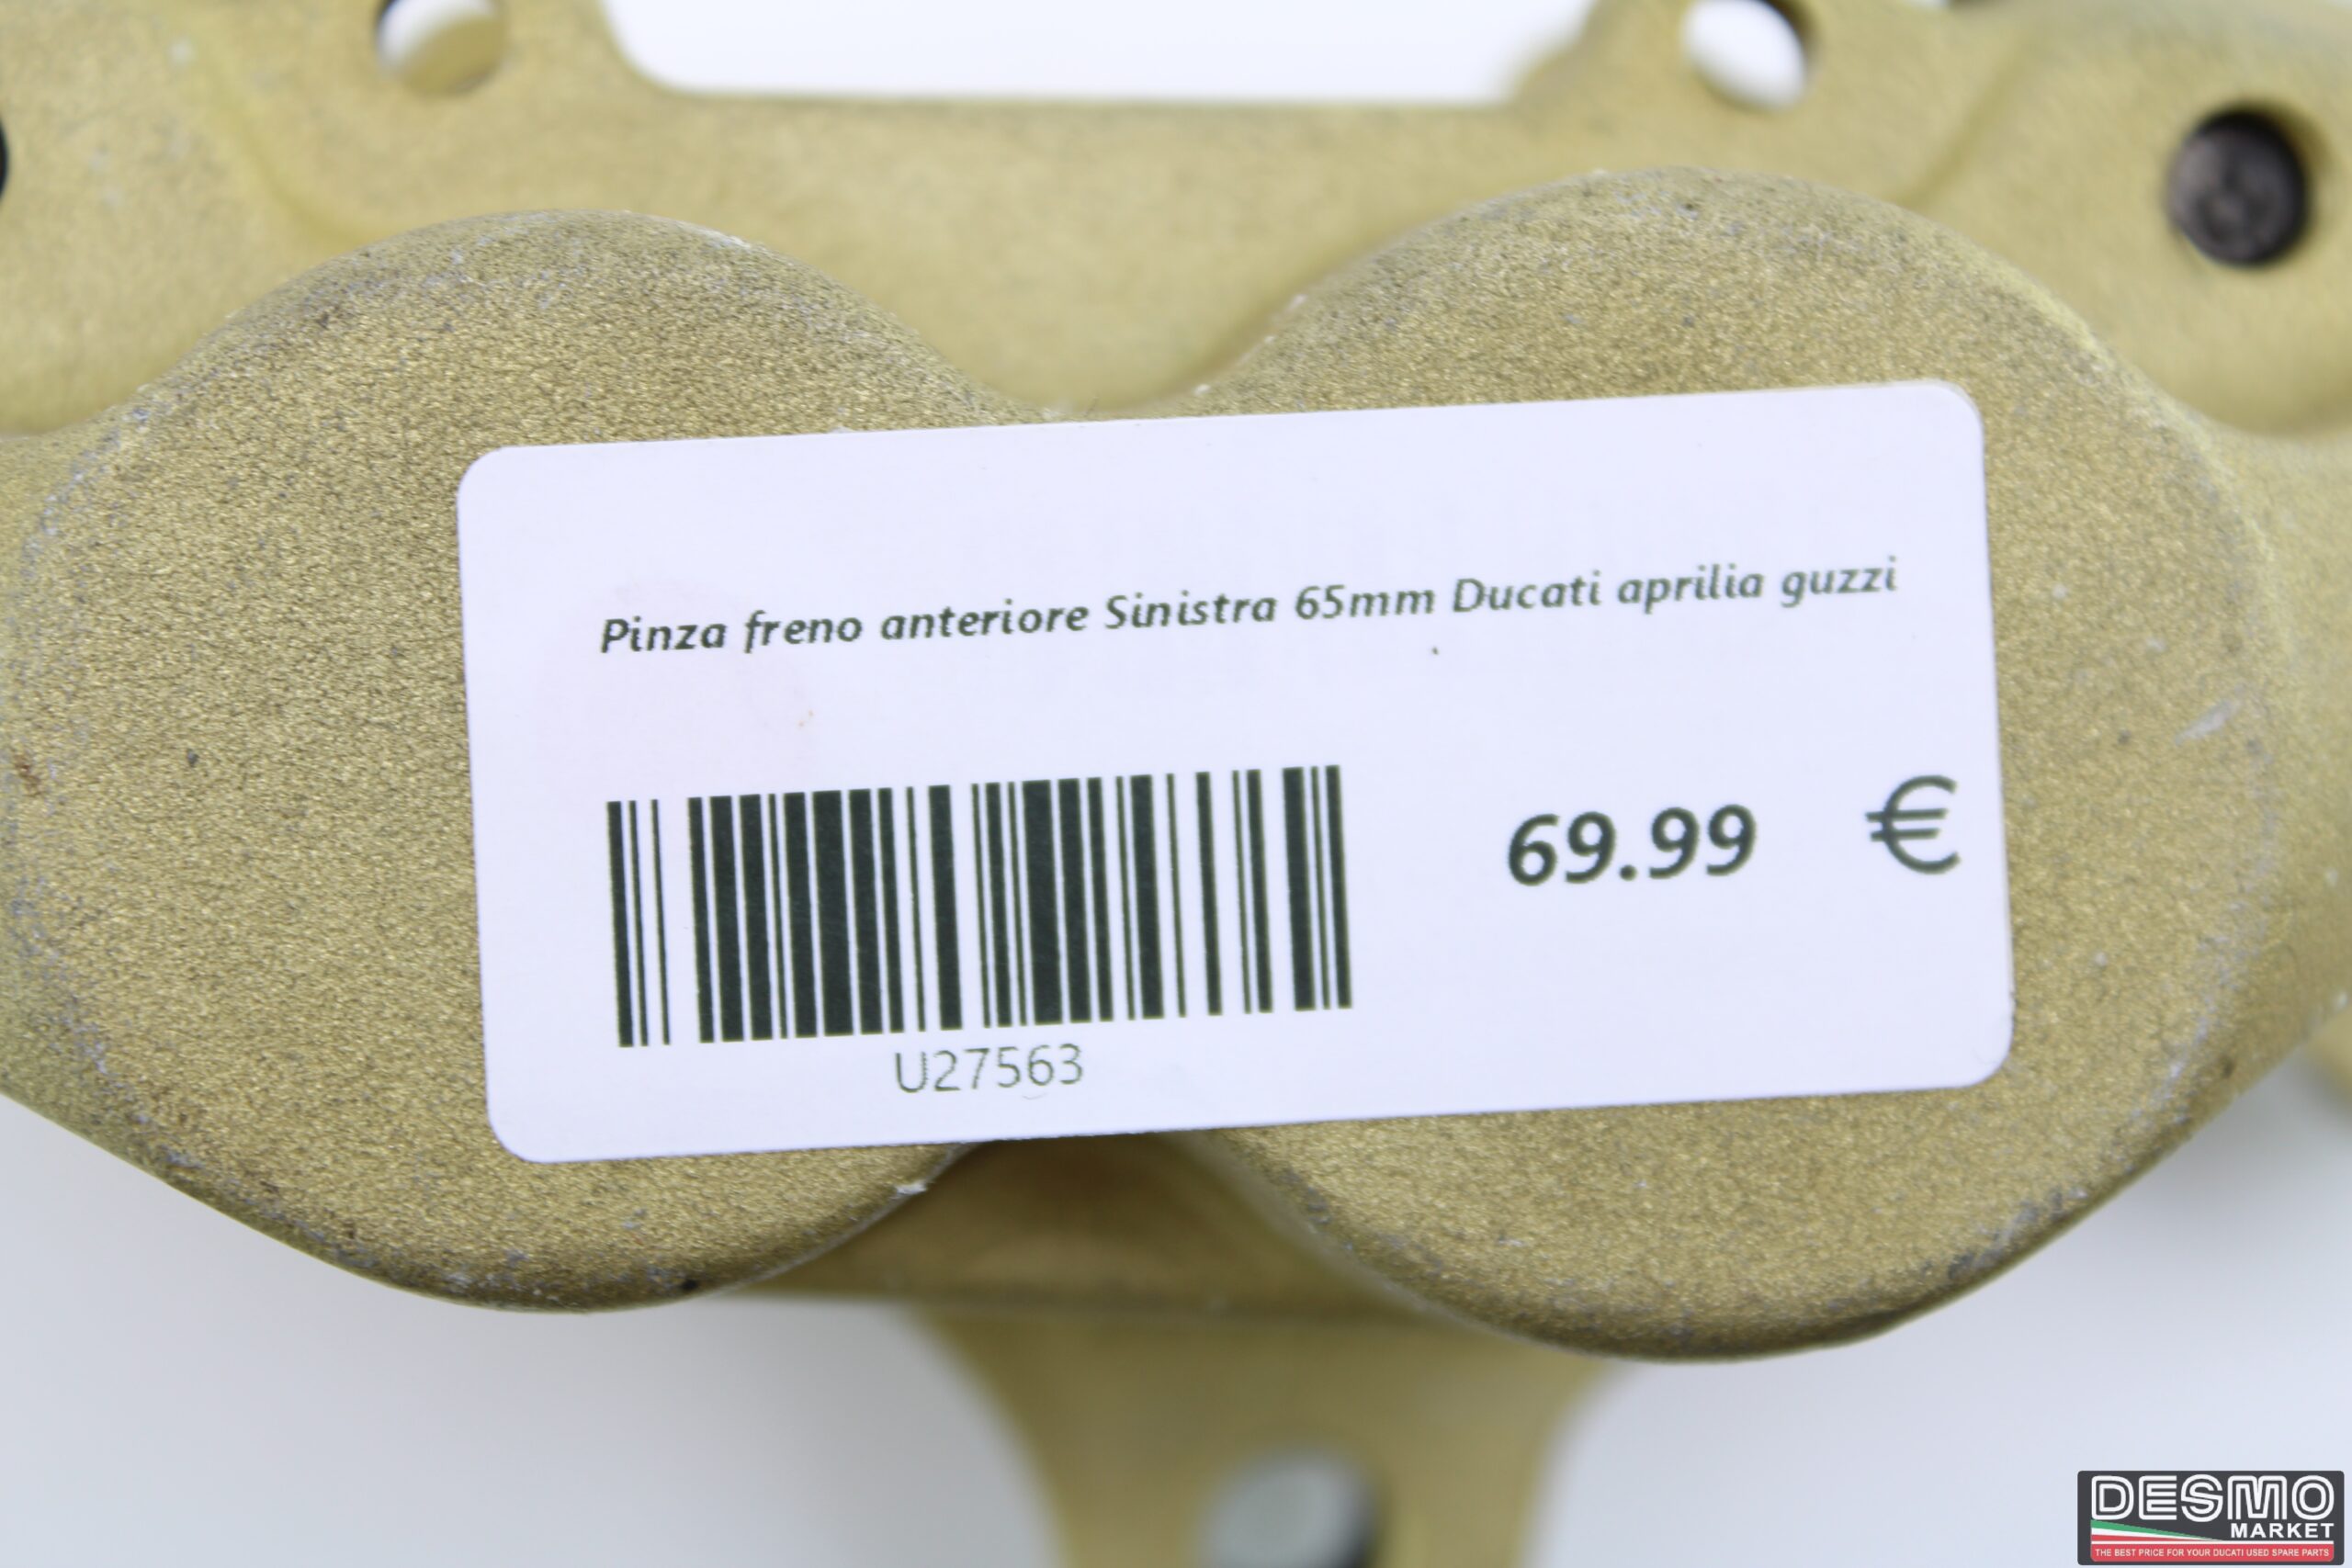 Pinza freno anteriore Sinistra 65mm Ducati aprilia guzzi
69.99 €
U27563
DESMO
MARKET
THE BEST PRICE FOR YOUR DUCATI USED SPARE PARTS